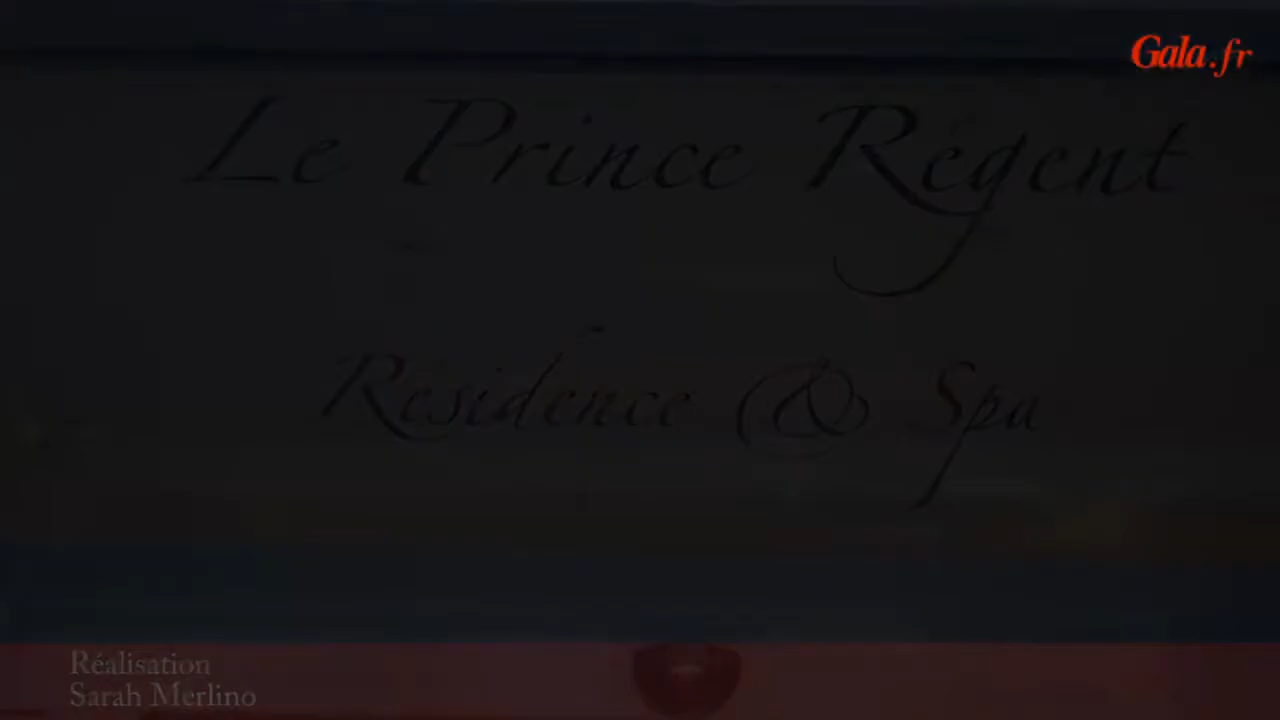 Gala.fr
Le Prince Régent
Résidence & Spa
Réalisation
Sarah Merlino